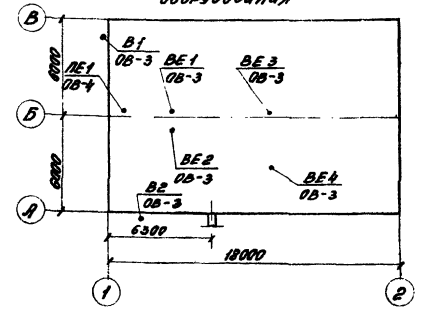 ОБОРУДОВАНИЯ
В
В1
ОВ-3
ПЕ1
ОВ-4
ВЕ1
ОВ-3
ВЕ3
ОВ-3
6000
Б
6000
ВЕ2
ОВ-3
ВЕ4
ОВ-3
В2
ОВ-3
А
6300
18000
1
2